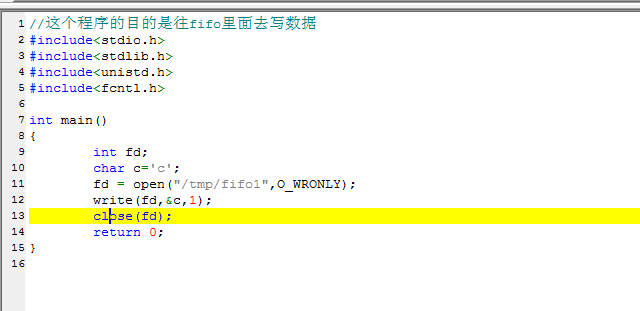 1 //这个程序的目的是往fifo里面去写数据
2 #include<stdio.h>
3 #include<stdlib.h>
4 #include<unistd.h>
5 #include<fcntl.h>
6
7 int main()
8 {
9 int fd;
10 char c='c';
11 fd = open("/tmp/fifo1",O_WRONLY);
12 write(fd,&c,1);
13 close(fd);
14 return 0;
15 }
16